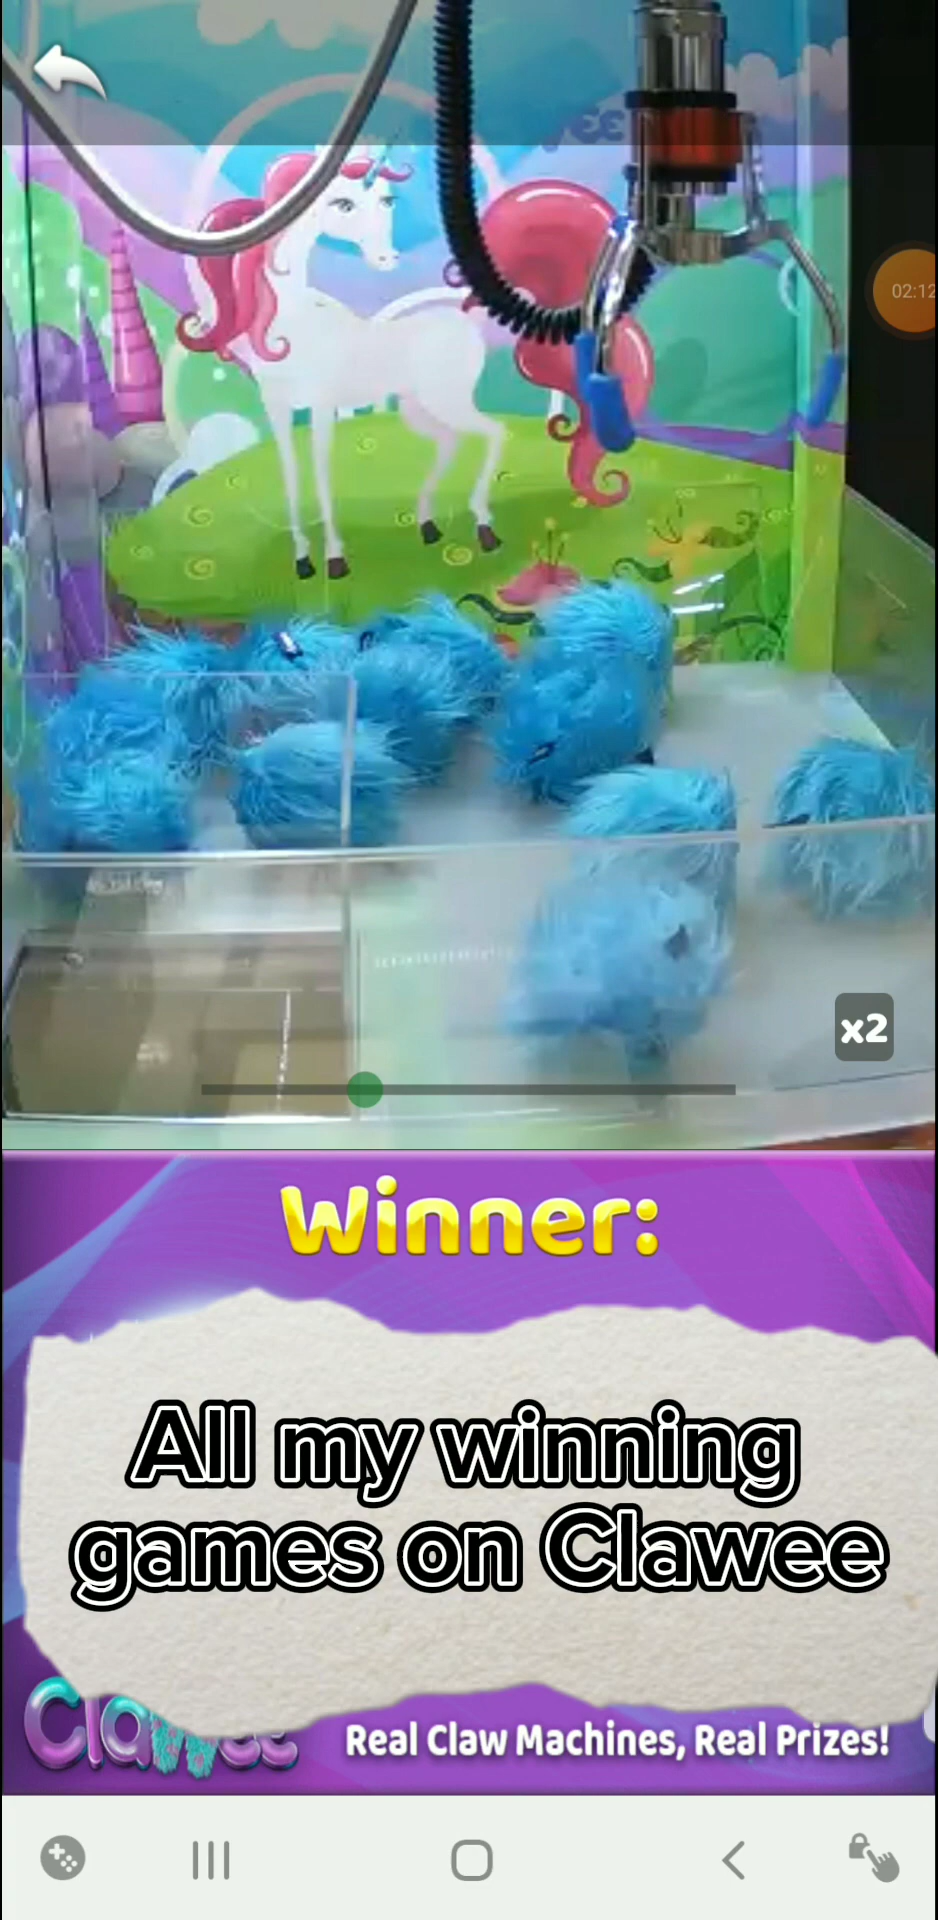 02:12
x2
Winner:
All my winning
games on Clawee
Clawee
Real Claw Machines, Real Prizes!